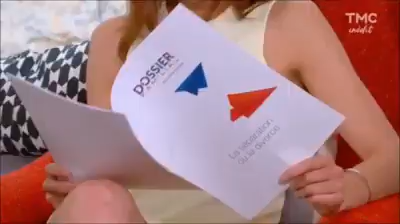 TMC
inédit
DOSSIER
La séparation
ou le divorce